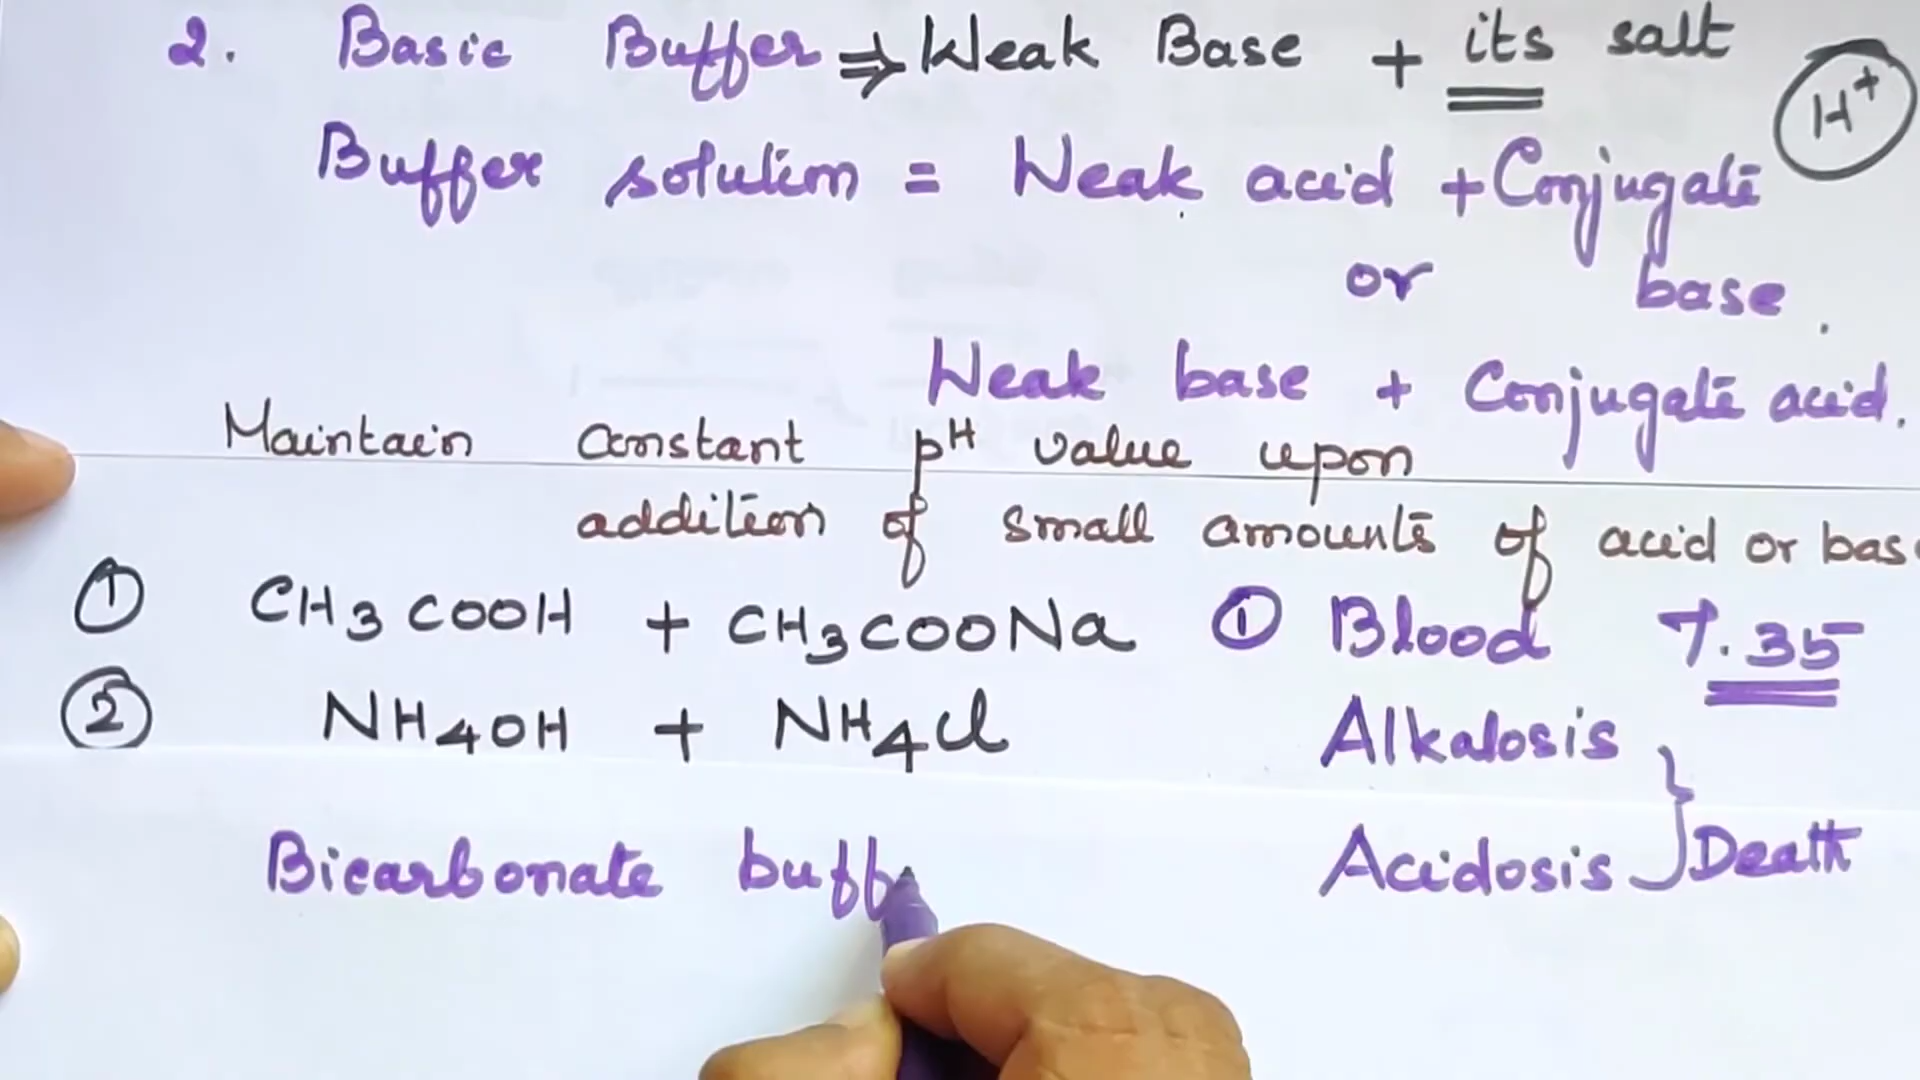 2. Basic Buffer ⇒ Weak Base + its salt
H+
Buffer solution = Weak acid + Conjugate
or base.
Weak base + Conjugate acid.
Maintain constant pH value upon
addition of small amounts of acid or bas
① CH3COOH + CH3COONa ① Blood 7.35
② NH4OH + NH4Cl Alkalosis
Bicarbonate buff Acidosis } Death